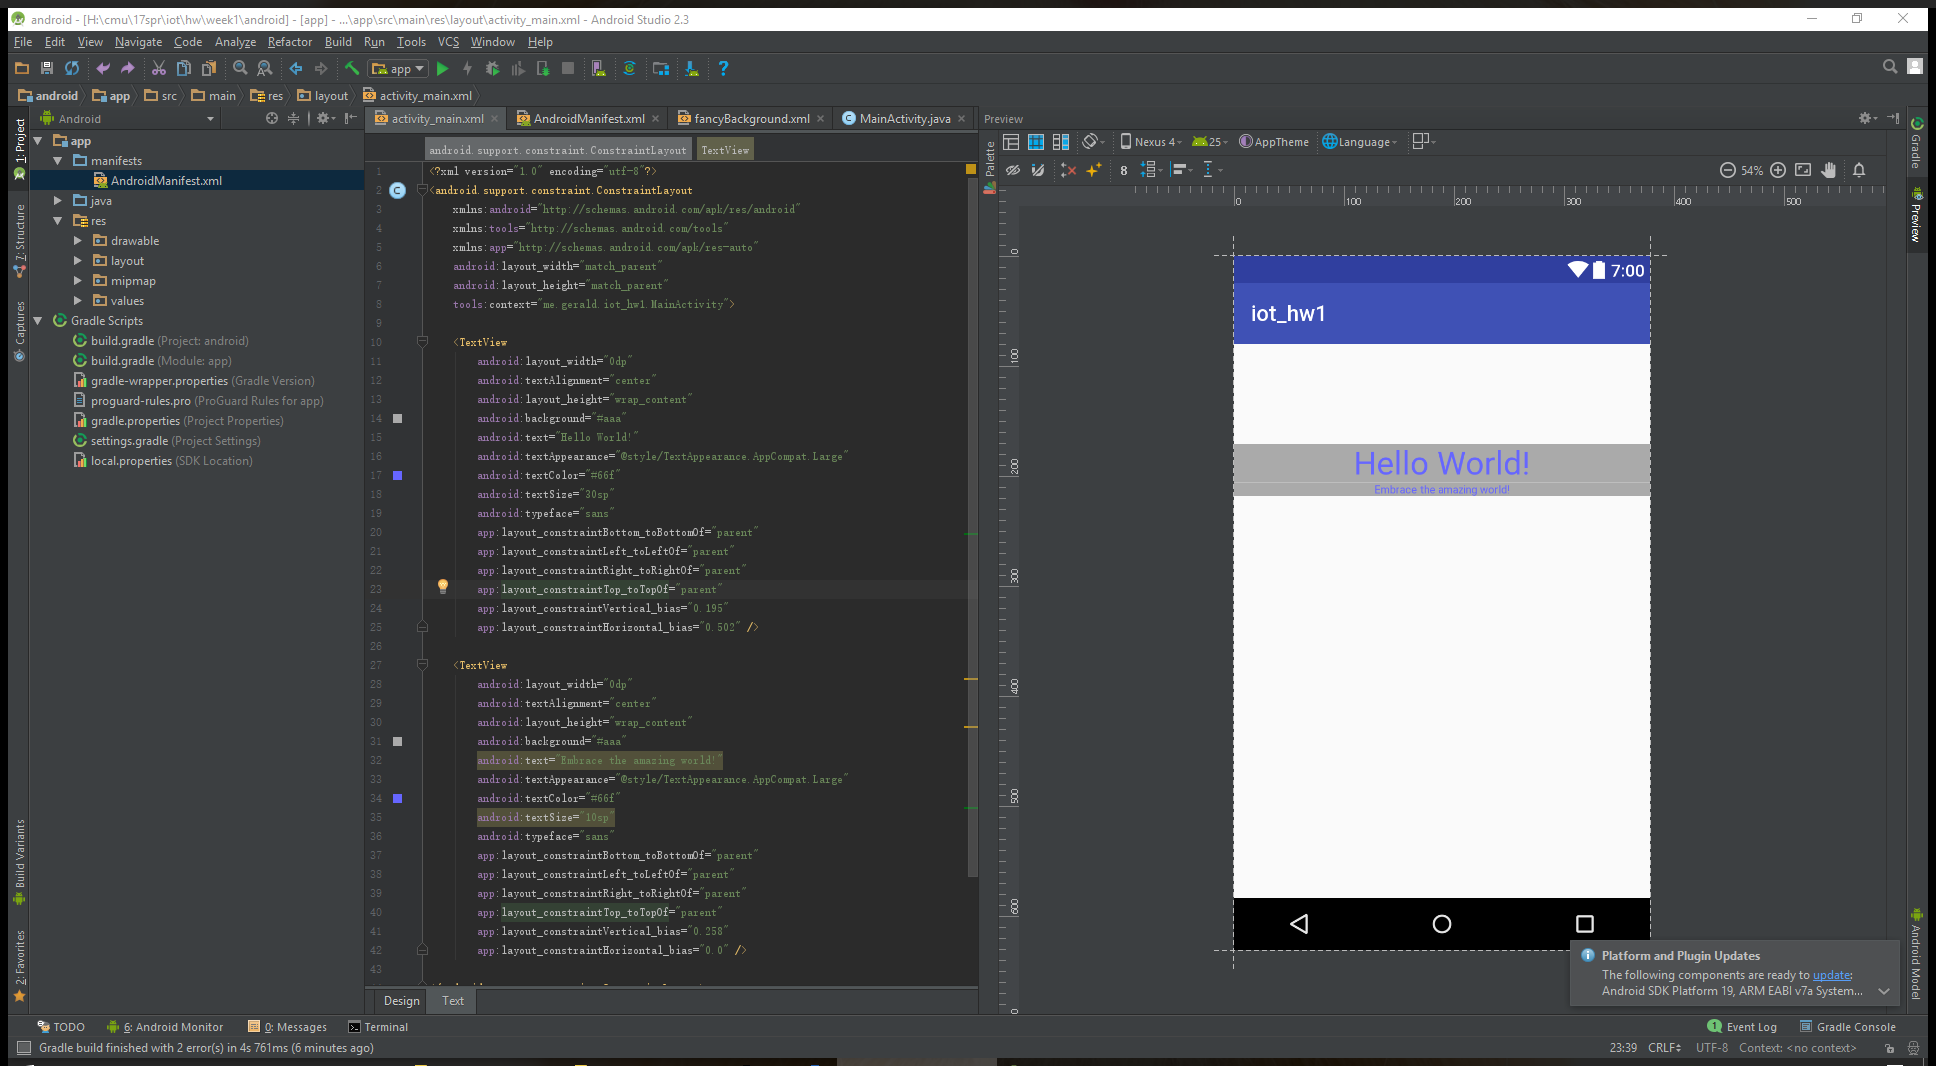 android - [H:\cmu\17spr\iot\hw\week1\android] - [app] - ...\app\src\main\res\layout\activity_main.xml - Android Studio 2.3
File Edit View Navigate Code Analyze Refactor Build Run Tools VCS Window Help
app
android app src main res layout activity_main.xml
1: Project
7: Structure
Captures
Build Variants
2: Favorites
Android
app
manifests
AndroidManifest.xml
java
res
drawable
layout
mipmap
values
Gradle Scripts
build.gradle (Project: android)
build.gradle (Module: app)
gradle-wrapper.properties (Gradle Version)
proguard-rules.pro (ProGuard Rules for app)
gradle.properties (Project Properties)
settings.gradle (Project Settings)
local.properties (SDK Location)
activity_main.xml AndroidManifest.xml fancyBackground.xml MainActivity.java
android.support.constraint.ConstraintLayout TextView
1 <?xml version="1.0" encoding="utf-8"?>
2 <android.support.constraint.ConstraintLayout
3 xmlns:android="http://schemas.android.com/apk/res/android"
4 xmlns:tools="http://schemas.android.com/tools"
5 xmlns:app="http://schemas.android.com/apk/res-auto"
6 android:layout_width="match_parent"
7 android:layout_height="match_parent"
8 tools:context="me.gerald.iot_hw1.MainActivity">
9
10 <TextView
11 android:layout_width="0dp"
12 android:textAlignment="center"
13 android:layout_height="wrap_content"
14 android:background="#aaa"
15 android:text="Hello World!"
16 android:textAppearance="@style/TextAppearance.AppCompat.Large"
17 android:textColor="#66f"
18 android:textSize="30sp"
19 android:typeface="sans"
20 app:layout_constraintBottom_toBottomOf="parent"
21 app:layout_constraintLeft_toLeftOf="parent"
22 app:layout_constraintRight_toRightOf="parent"
23 app:layout_constraintTop_toTopOf="parent"
24 app:layout_constraintVertical_bias="0.195"
25 app:layout_constraintHorizontal_bias="0.502" />
26
27 <TextView
28 android:layout_width="0dp"
29 android:textAlignment="center"
30 android:layout_height="wrap_content"
31 android:background="#aaa"
32 android:text="Embrace the amazing world!"
33 android:textAppearance="@style/TextAppearance.AppCompat.Large"
34 android:textColor="#66f"
35 android:textSize="10sp"
36 android:typeface="sans"
37 app:layout_constraintBottom_toBottomOf="parent"
38 app:layout_constraintLeft_toLeftOf="parent"
39 app:layout_constraintRight_toRightOf="parent"
40 app:layout_constraintTop_toTopOf="parent"
41 app:layout_constraintVertical_bias="0.258"
42 app:layout_constraintHorizontal_bias="0.0" />
43
Design Text
Preview
Palette
Nexus 4 25 AppTheme Language
8 54%
0 100 200 300 400 500
0
100
200
300
400
500
600
0
7:00
iot_hw1
Hello World!
Embrace the amazing world!
Gradle
Preview
Android Model
Platform and Plugin Updates
The following components are ready to update:
Android SDK Platform 19, ARM EABI v7a System...
TODO 6: Android Monitor 0: Messages Terminal 1 Event Log Gradle Console
Gradle build finished with 2 error(s) in 4s 761ms (6 minutes ago) 23:39 CRLF UTF-8 Context: <no context>